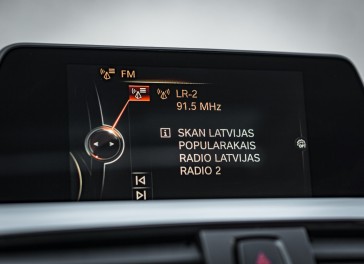 FM
LR-2
91.5 MHz
SKAN LATVIJAS
POPULARAKAIS
RADIO LATVIJAS
RADIO 2